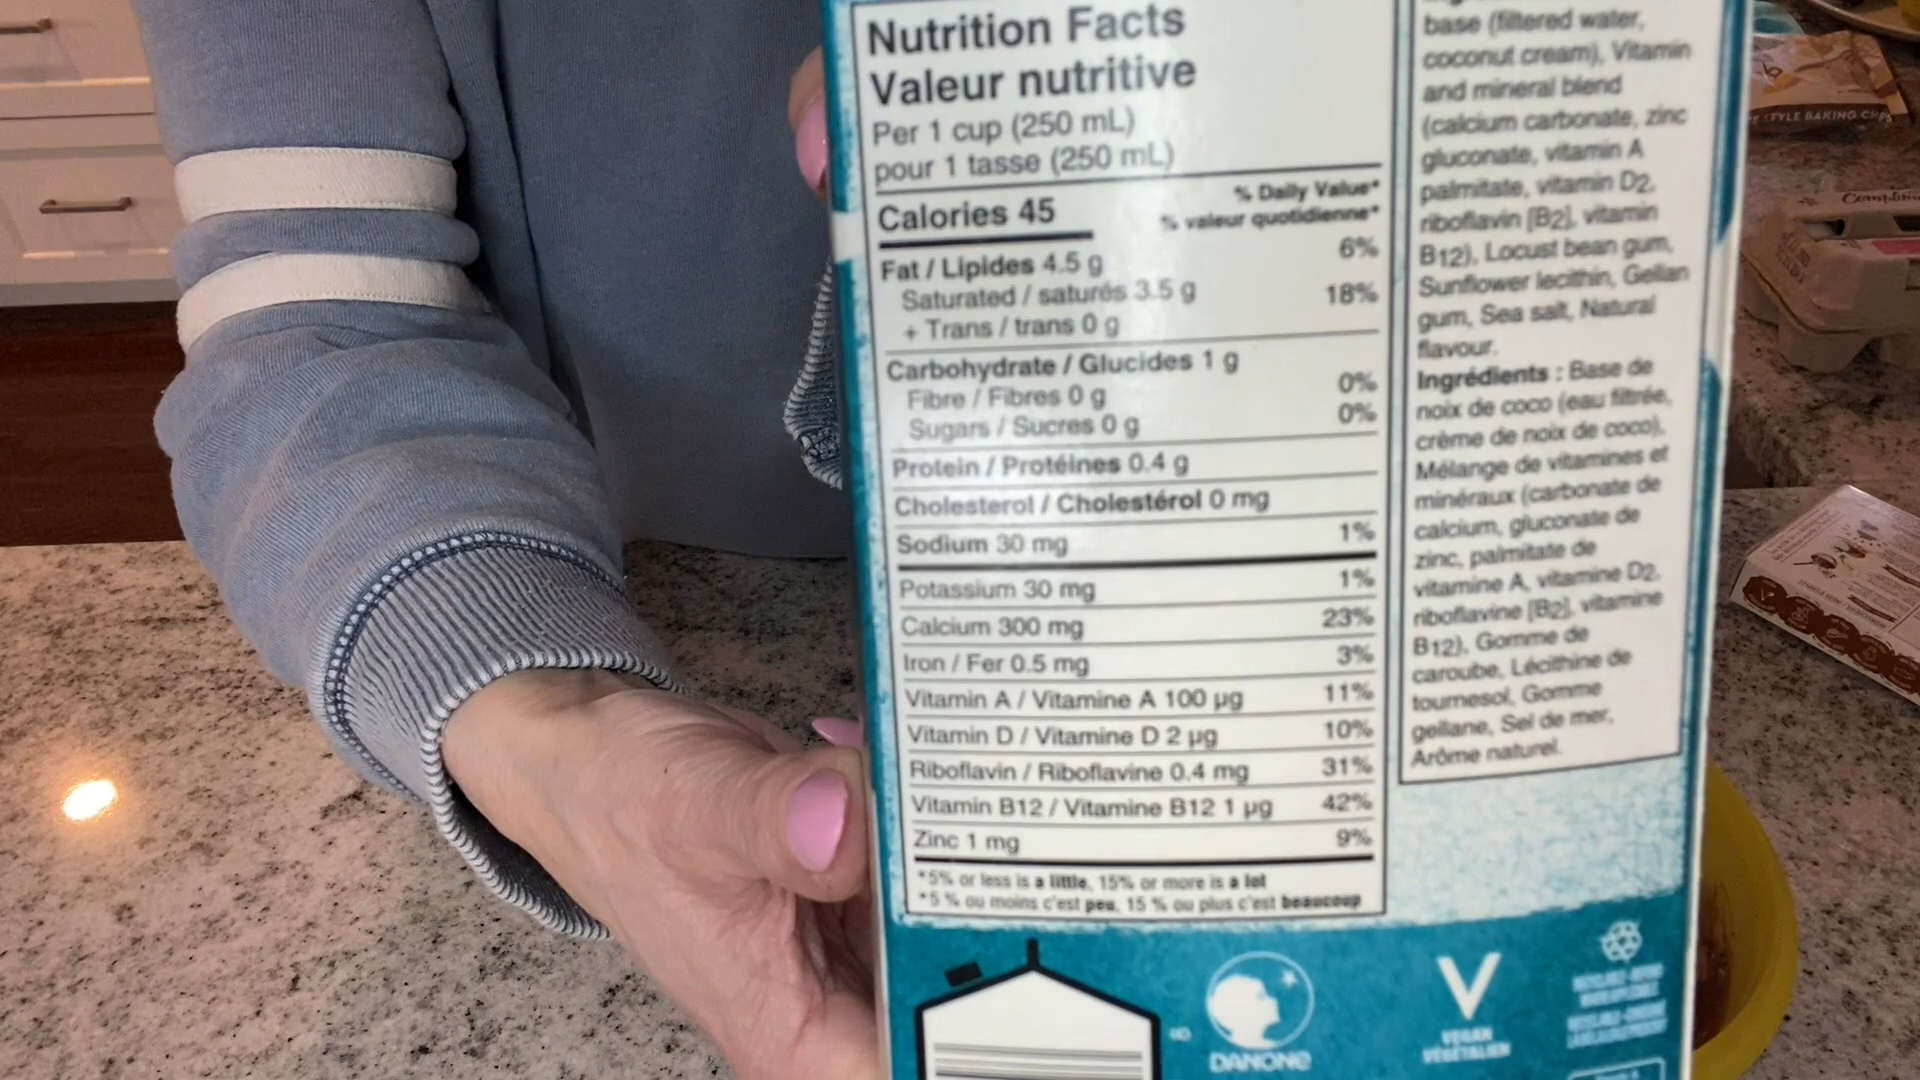 Nutrition Facts
Valeur nutritive
Per 1 cup (250 mL)
pour 1 tasse (250 mL)
% Daily Value*
Calories 45
% valeur quotidienne*
Fat / Lipides 4.5 g 6%
Saturated / saturés 3.5 g 18%
+ Trans / trans 0 g
Carbohydrate / Glucides 1 g
Fibre / Fibres 0 g 0%
Sugars / Sucres 0 g 0%
Protein / Protéines 0.4 g
Cholesterol / Cholestérol 0 mg
Sodium 30 mg 1%
Potassium 30 mg 1%
Calcium 300 mg 23%
Iron / Fer 0.5 mg 3%
Vitamin A / Vitamine A 100 µg 11%
Vitamin D / Vitamine D 2 µg 10%
Riboflavin / Riboflavine 0.4 mg 31%
Vitamin B12 / Vitamine B12 1 µg 42%
Zinc 1 mg 9%
*5% or less is a little, 15% or more is a lot
*5 % ou moins c'est peu, 15 % ou plus c'est beaucoup
base (filtered water,
coconut cream), Vitamin
and mineral blend
(calcium carbonate, zinc
gluconate, vitamin A
palmitate, vitamin D2,
riboflavin [B2], vitamin
B12), Locust bean gum,
Sunflower lecithin, Gellan
gum, Sea salt, Natural
flavour.
Ingrédients : Base de
noix de coco (eau filtrée,
crème de noix de coco),
Mélange de vitamines et
minéraux (carbonate de
calcium, gluconate de
zinc, palmitate de
vitamine A, vitamine D2,
riboflavine [B2], vitamine
B12), Gomme de
caroube, Lécithine de
tournesol, Gomme
gellane, Sel de mer,
Arôme naturel.
DANONE
V
VEGAN
VÉGÉTALIEN
STYLE BAKING CHIPS